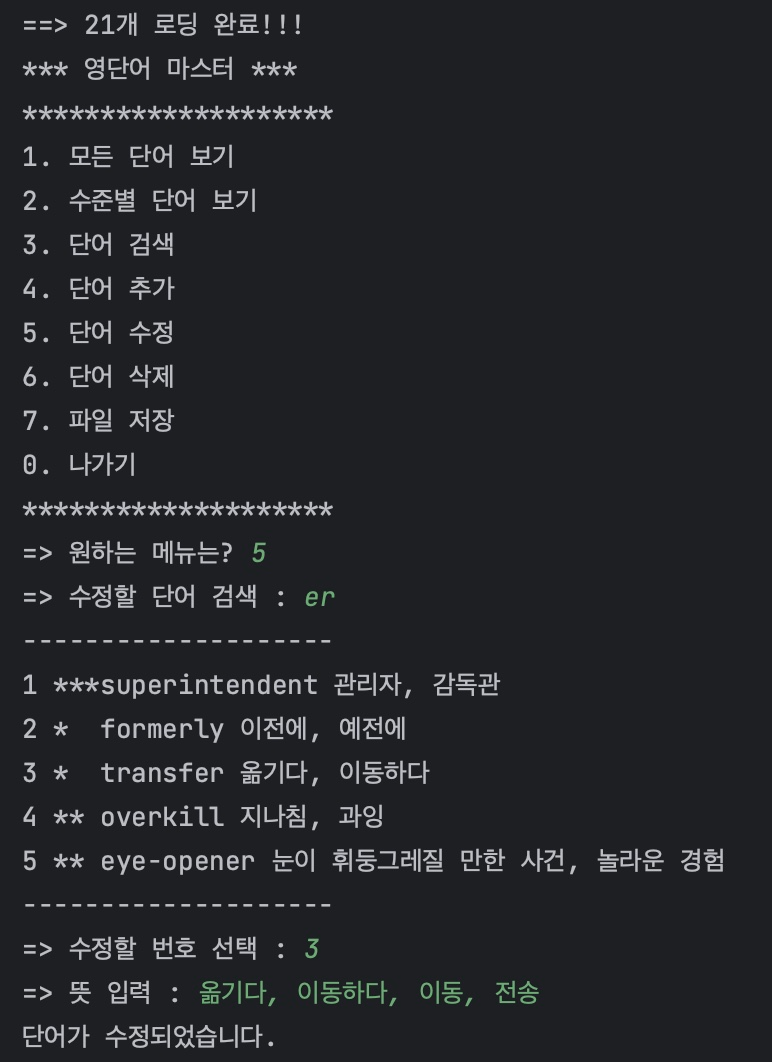 ==> 21개 로딩 완료!!!
*** 영단어 마스터 ***
********************
1. 모든 단어 보기
2. 수준별 단어 보기
3. 단어 검색
4. 단어 추가
5. 단어 수정
6. 단어 삭제
7. 파일 저장
0. 나가기
********************
=> 원하는 메뉴는? 5
=> 수정할 단어 검색 : er
--------------------
1 ***superintendent 관리자, 감독관
2 *  formerly 이전에, 예전에
3 *  transfer 옮기다, 이동하다
4 ** overkill 지나침, 과잉
5 ** eye-opener 눈이 휘둥그레질 만한 사건, 놀라운 경험
--------------------
=> 수정할 번호 선택 : 3
=> 뜻 입력 : 옮기다, 이동하다, 이동, 전송
단어가 수정되었습니다.